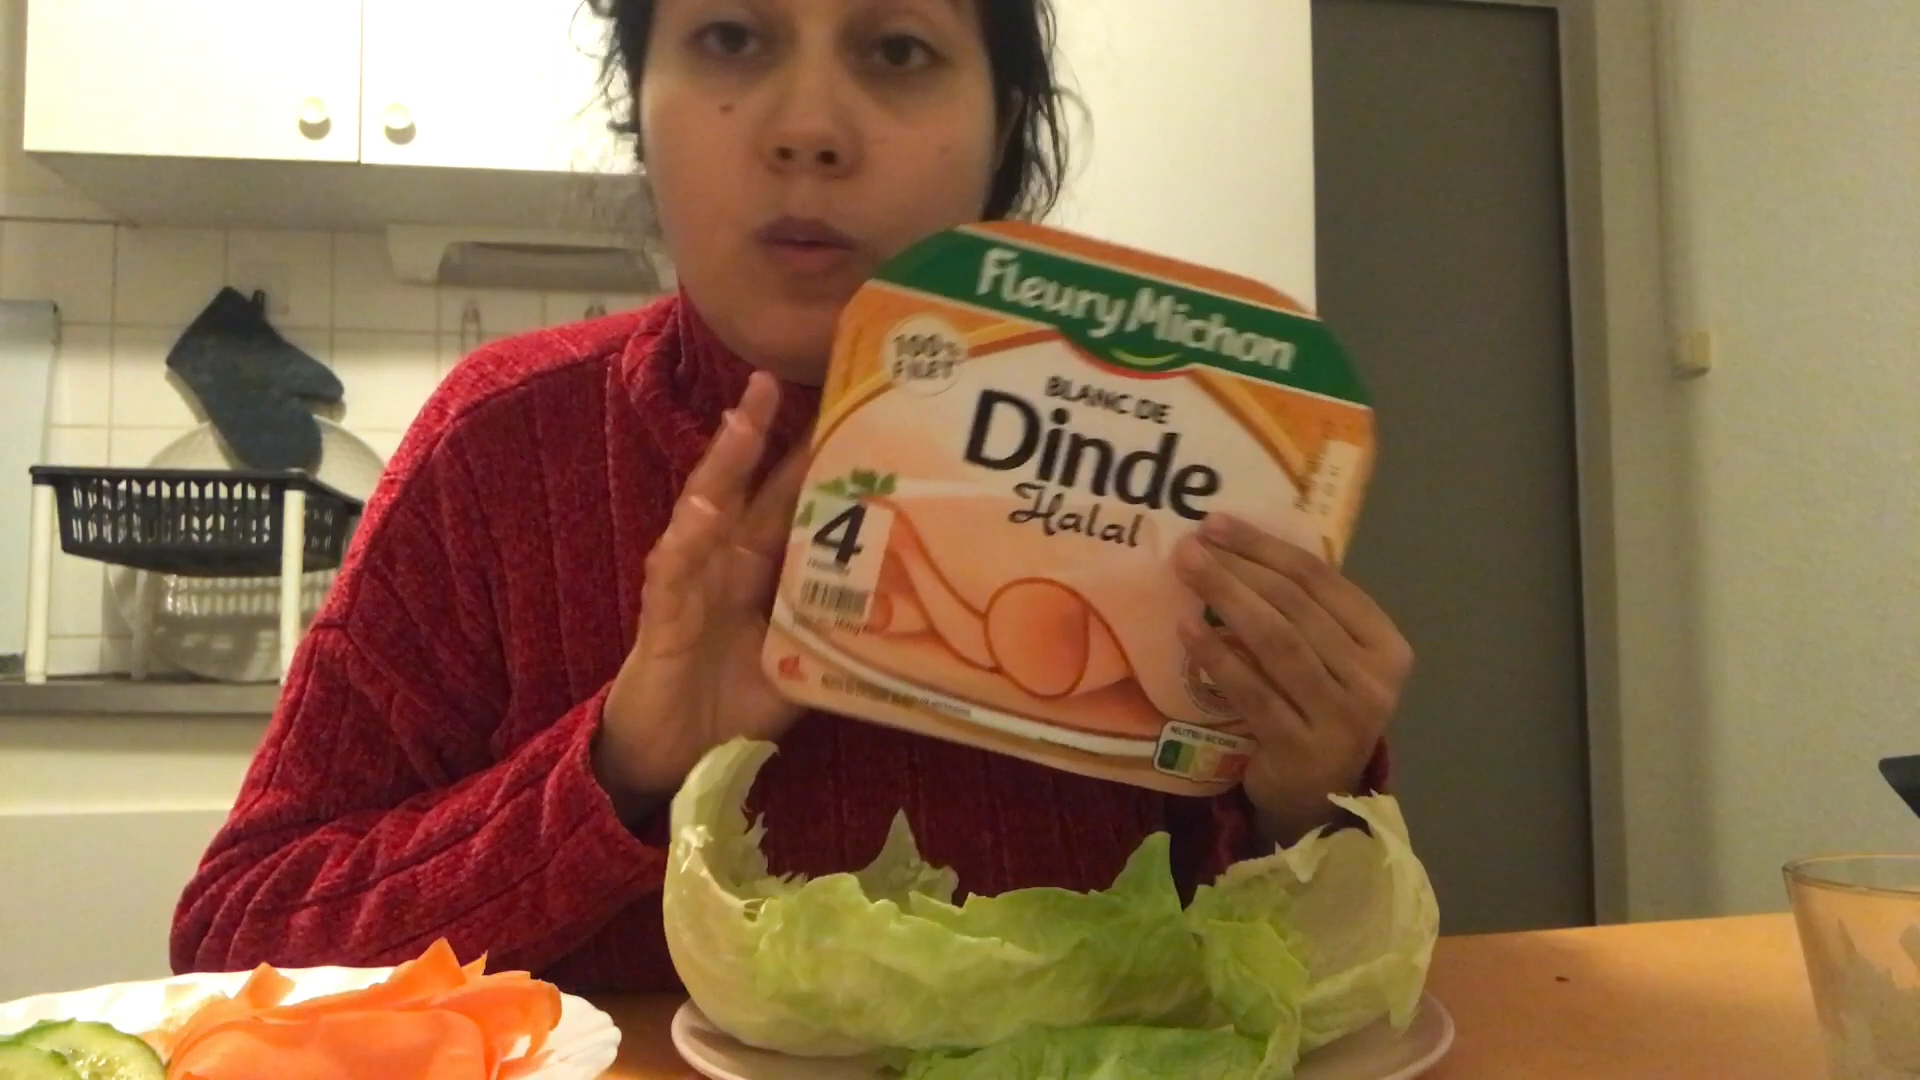 Fleury Michon
100%
FILET
BLANC DE
Dinde
Halal
4
NUTRI-SCORE